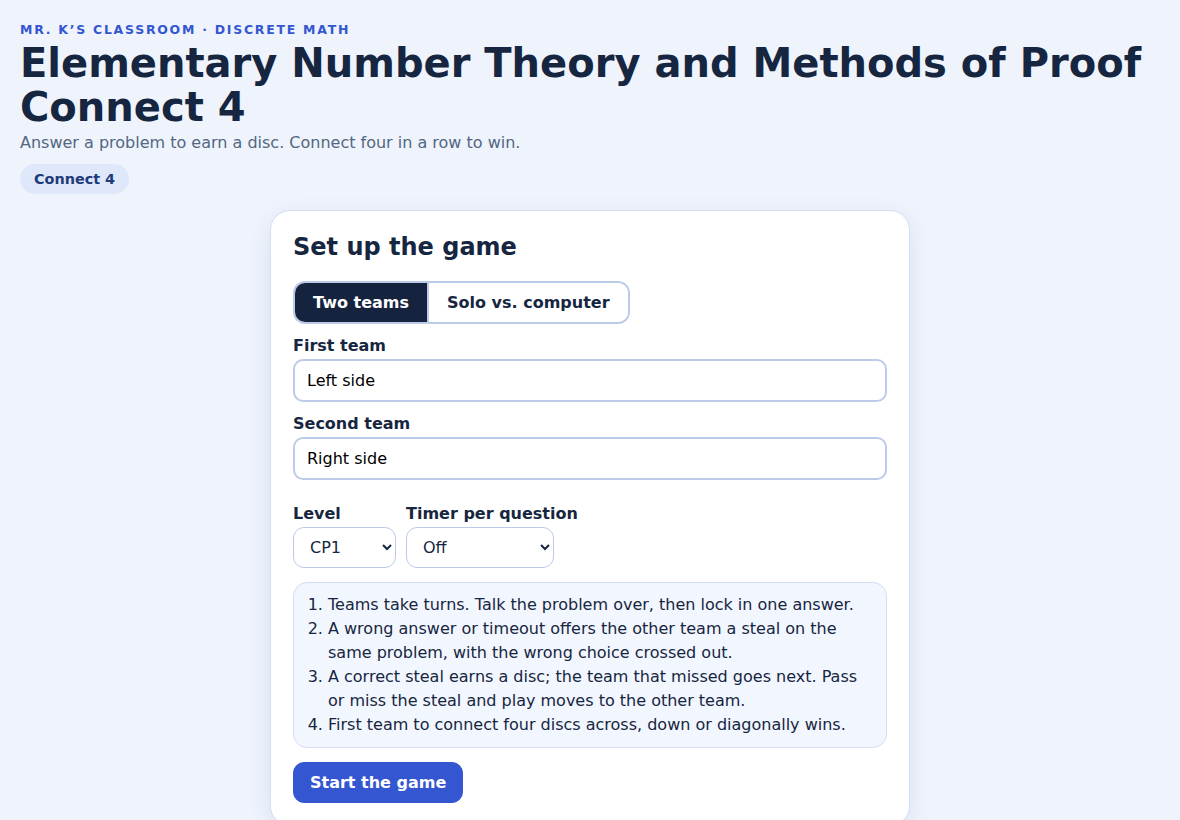 MR. K’S CLASSROOM · DISCRETE MATH
Elementary Number Theory and Methods of Proof
Connect 4
Answer a problem to earn a disc. Connect four in a row to win.
Connect 4
Set up the game
Two teams
Solo vs. computer
First team
Left side
Second team
Right side
Level
Timer per question
CP1
Off
1. Teams take turns. Talk the problem over, then lock in one answer.
2. A wrong answer or timeout offers the other team a steal on the
same problem, with the wrong choice crossed out.
3. A correct steal earns a disc; the team that missed goes next. Pass
or miss the steal and play moves to the other team.
4. First team to connect four discs across, down or diagonally wins.
Start the game